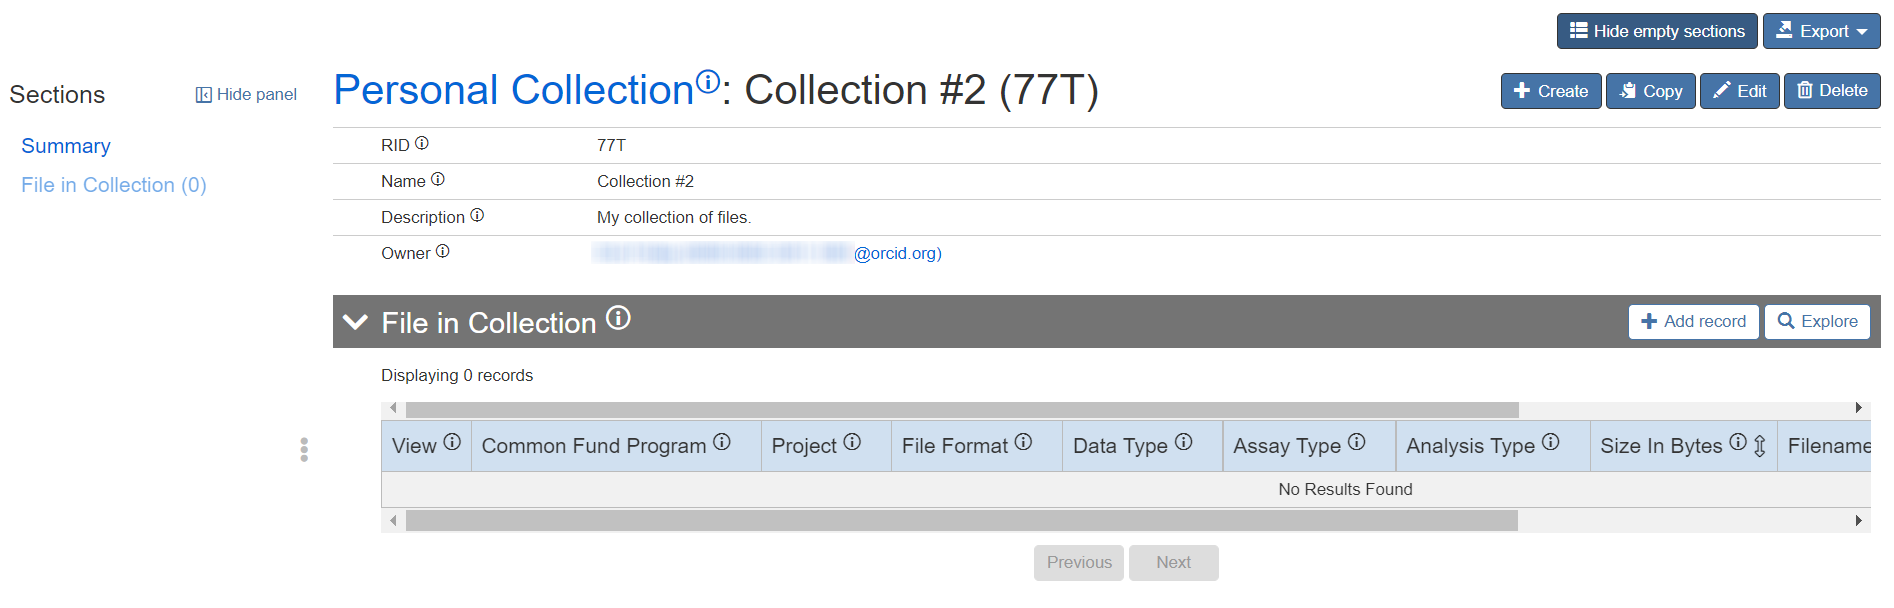 Hide empty sections Export
Sections Hide panel
Personal Collection: Collection #2 (77T)
Create Copy Edit Delete
Summary
File in Collection (0)
RID 77T
Name Collection #2
Description My collection of files.
Owner @orcid.org)
File in Collection
Add record Explore
Displaying 0 records
View Common Fund Program Project File Format Data Type Assay Type Analysis Type Size In Bytes Filename
No Results Found
Previous Next